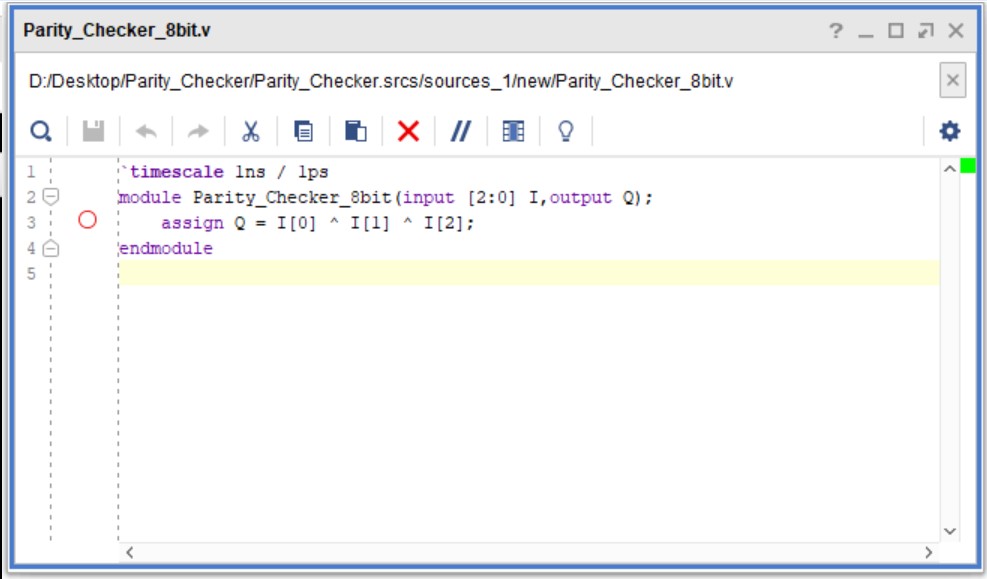 Parity_Checker_8bit.v
D:/Desktop/Parity_Checker/Parity_Checker.srcs/sources_1/new/Parity_Checker_8bit.v
1 `timescale 1ns / 1ps
2 module Parity_Checker_8bit(input [2:0] I,output Q);
3 assign Q = I[0] ^ I[1] ^ I[2];
4 endmodule
5